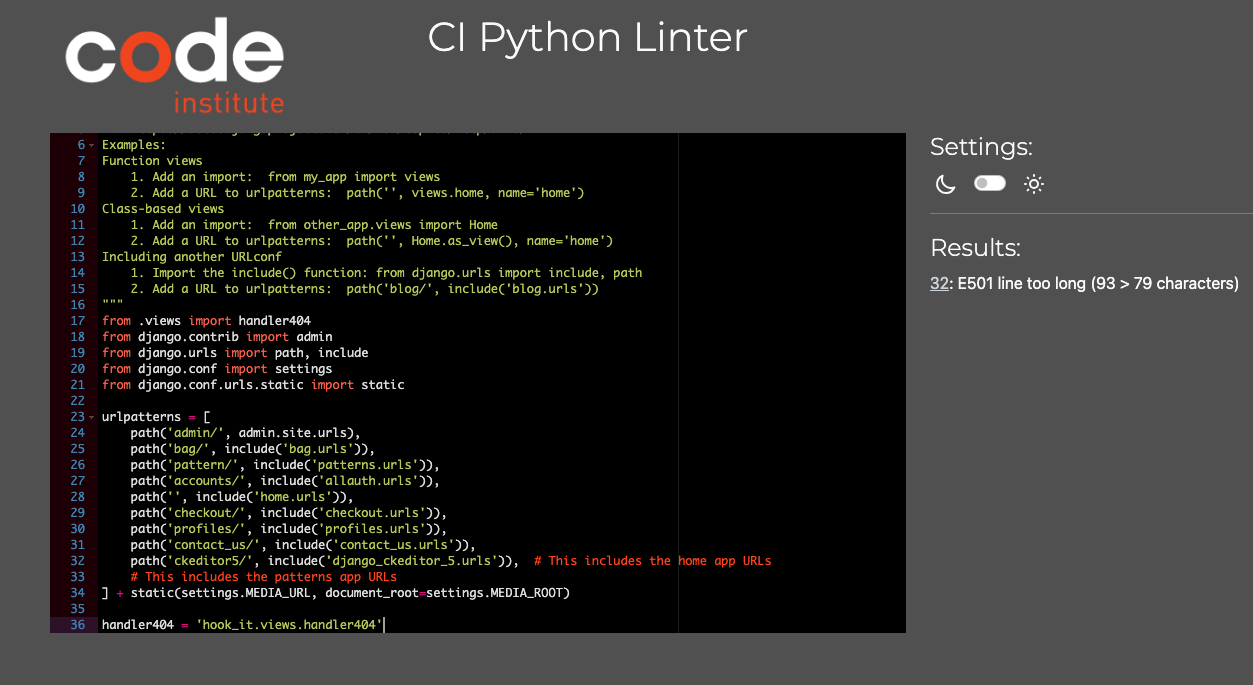 code
institute
CI Python Linter
6 Examples:
7 Function views
8     1. Add an import:  from my_app import views
9     2. Add a URL to urlpatterns:  path('', views.home, name='home')
10 Class-based views
11     1. Add an import:  from other_app.views import Home
12     2. Add a URL to urlpatterns:  path('', Home.as_view(), name='home')
13 Including another URLconf
14     1. Import the include() function: from django.urls import include, path
15     2. Add a URL to urlpatterns:  path('blog/', include('blog.urls'))
16 """
17 from .views import handler404
18 from django.contrib import admin
19 from django.urls import path, include
20 from django.conf import settings
21 from django.conf.urls.static import static
22
23 urlpatterns = [
24     path('admin/', admin.site.urls),
25     path('bag/', include('bag.urls')),
26     path('pattern/', include('patterns.urls')),
27     path('accounts/', include('allauth.urls')),
28     path('', include('home.urls')),
29     path('checkout/', include('checkout.urls')),
30     path('profiles/', include('profiles.urls')),
31     path('contact_us/', include('contact_us.urls')),
32     path('ckeditor5/', include('django_ckeditor_5.urls')),  # This includes the home app URLs
33     # This includes the patterns app URLs
34 ] + static(settings.MEDIA_URL, document_root=settings.MEDIA_ROOT)
35
36 handler404 = 'hook_it.views.handler404'
Settings:
Results:
32: E501 line too long (93 > 79 characters)